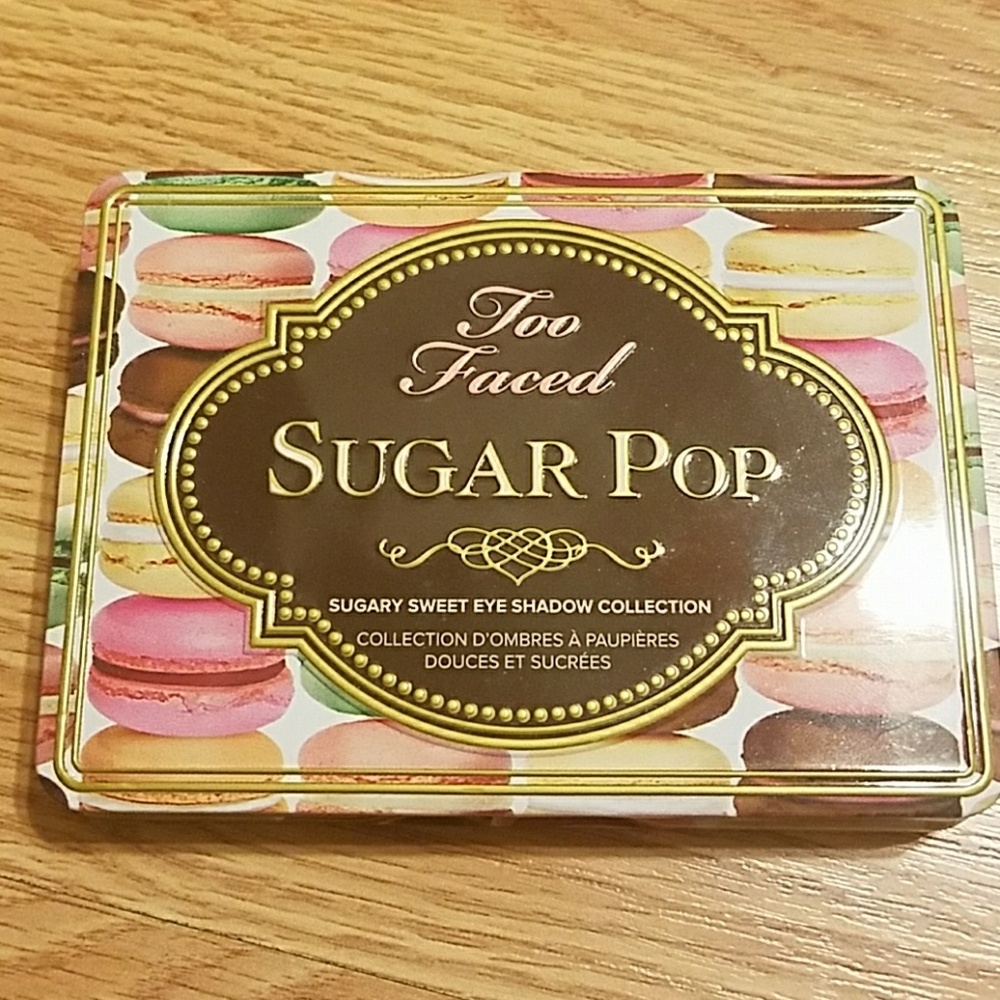 Too
Faced
SUGAR POP
SUGARY SWEET EYE SHADOW COLLECTION
COLLECTION D'OMBRES À PAUPIÈRES
DOUCES ET SUCRÉES